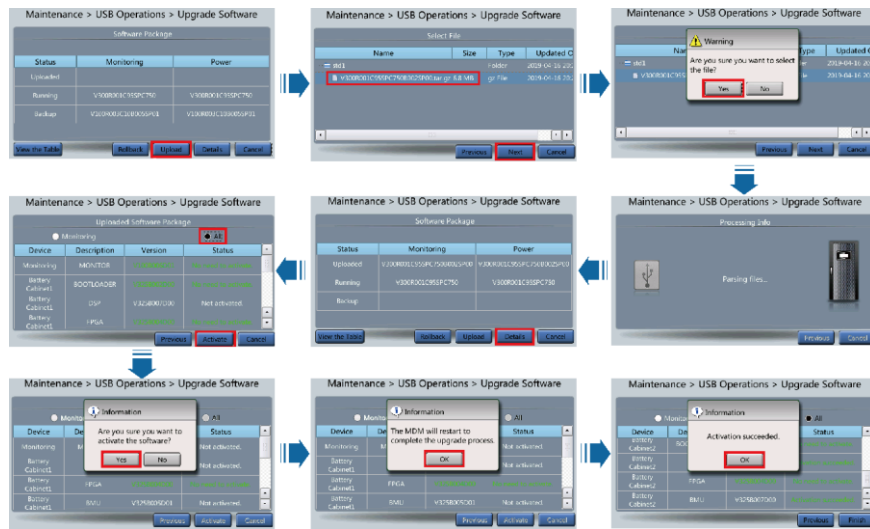 Maintenance > USB Operations > Upgrade Software
Software Package
Status Monitoring Power
Uploaded
Running V300R001C95SPC750 V300R001C95SPC750
Backup
View the Table Rollback Upload Details Cancel
Maintenance > USB Operations > Upgrade Software
Select File
Name Size Type Updated O
std1 Folder
gz File
Previous Next Cancel
Maintenance > USB Operations > Upgrade Software
Warning
Are you sure you want to select
the file?
Yes No
Previous Next Cancel
Maintenance > USB Operations > Upgrade Software
Uploaded Software Package
Monitoring All
Device Description Version Status
Monitoring MONITOR
Battery
Cabinet1 BOOTLOADER
Battery
Cabinet1 DSP V325B007D00 Not activated.
Battery
Cabinet1 FPGA
Previous Activate Cancel
Maintenance > USB Operations > Upgrade Software
Software Package
Status Monitoring Power
Uploaded V300R001C95SPC750B002SP00 V300R001C95SPC750B002SP00
Running V300R001C95SPC750 V300R001C95SPC750
Backup
View the Table Rollback Upload Details Cancel
Maintenance > USB Operations > Upgrade Software
Processing Info
Parsing files...
Previous Cancel
Maintenance > USB Operations > Upgrade Software
Information
Are you sure you want to
activate the software?
Yes No
All
Device Status
Monitoring Not activated.
Battery
Cabinet1 Not activated.
Battery
Cabinet1 FPGA
Battery
Cabinet1 BMU V325B005D01 Not activated.
Previous Activate Cancel
Maintenance > USB Operations > Upgrade Software
Information
The MDM will restart to
complete the upgrade process
OK
All
Device Status
Monitoring Not activated.
Battery
Cabinet1 Not activated.
Battery
Cabinet1 FPGA
Battery
Cabinet1 BMU V325B005D01 Not activated.
Previous Activate Cancel
Maintenance > USB Operations > Upgrade Software
Information
Activation succeeded.
OK
All
Device Status
Battery
Cabinet2
Battery
Cabinet2
Battery
Cabinet2 FPGA
Battery
Cabinet2 BMU V325B007D00
Previous Finish